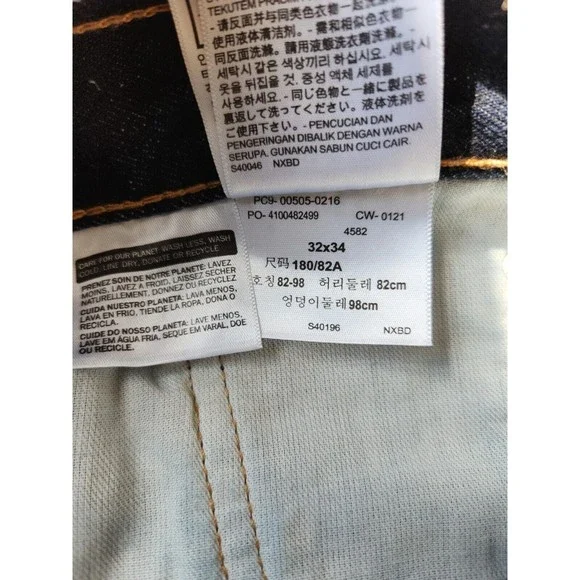 TEKUTÉM
请反面并与同类色衣物一起洗涤,
使用液体清洁剂。- 需和相似色衣物
反面洗滌。請用液態洗衣劑洗滌
세탁시 같은 색상끼리 하십시요. 세탁시
뒤집을 것. 중성 액체 세제를
사용하세요. - 同じ色物と一緒に製品を
裏返して洗ってください。液体洗剤が
ご使用下さい。- PENCUCIAN DAN
PENGERINGAN DIBALIK DENGAN WARNA
SERUPA. GUNAKAN SABUN CUCI CAIR.
S40046 NXBD
PC9- 00505-0216
PO- 4100482499 CW- 0121
4582
32x34
尺码 180/82A
호칭 82-98 허리둘레 82cm
엉덩이둘레 98cm
S40196 NXBD
CARE FOR OUR PLANET: WASH LESS, WASH
COLD, LINE DRY, DONATE OR RECYCLE
PRENEZ SOIN DE NOTRE PLANÈTE: LAVEZ
MOINS, LAVEZ A FROID, LAISSEZ SECHER
NATURELLEMENT, DONNEZ OU RECYCLEZ
CUIDA NUESTRO PLANETA: LAVA MENOS,
LAVA EN FRIO, TIENDE LA ROPA, DONA O
RECICLA.
CUIDE DO NOSSO PLANETA: LAVE MENOS,
LAVE EM ÁGUA FRIA, SEQUE EM VARAL, DOE
OU RECICLE.